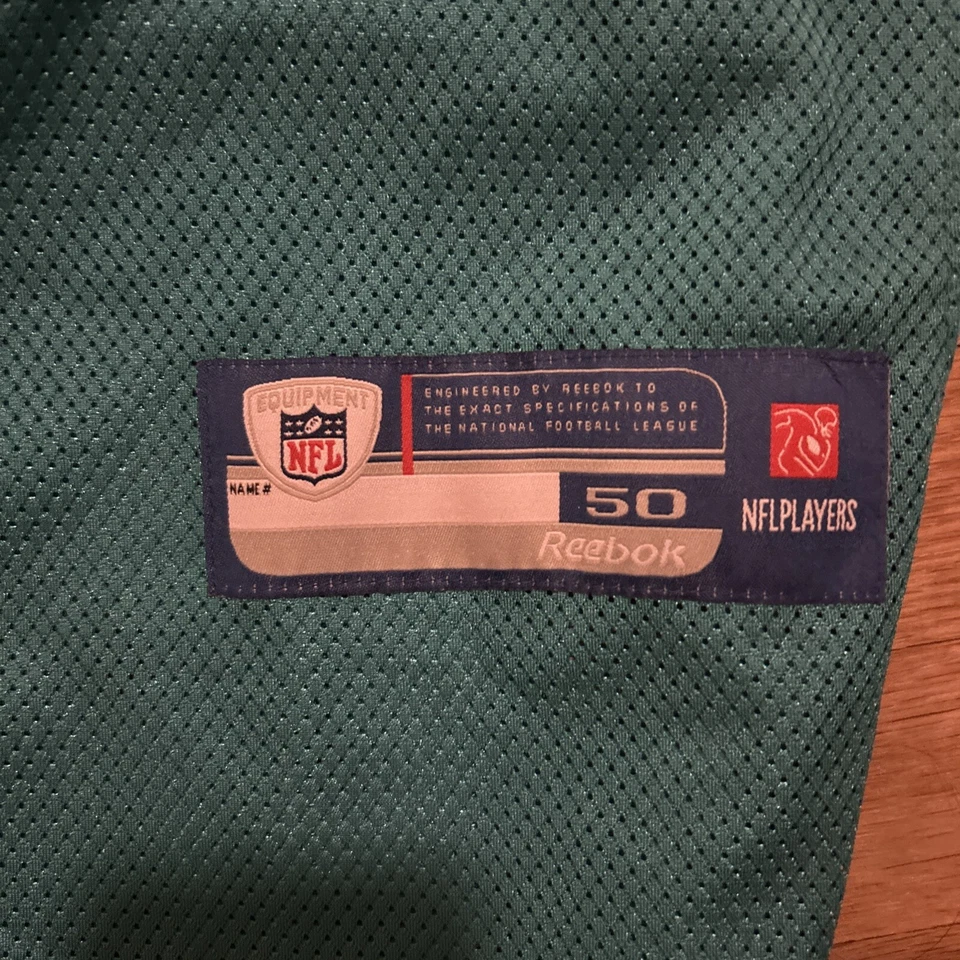 EQUIPMENT
NFL
ENGINEERED BY REEBOK TO
THE EXACT SPECIFICATIONS OF
THE NATIONAL FOOTBALL LEAGUE
NAME #
50
Reebok
NFLPLAYERS